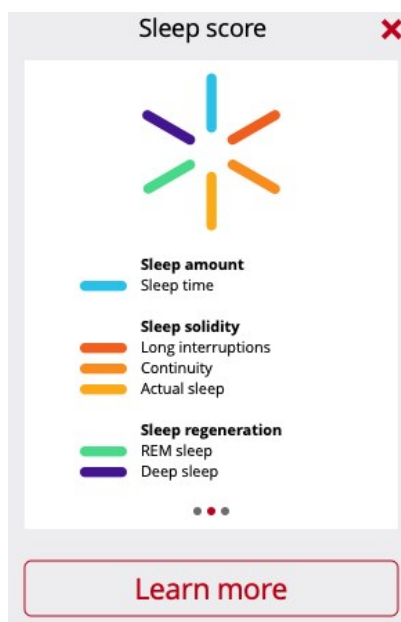 Sleep score
Sleep amount
Sleep time
Sleep solidity
Long interruptions
Continuity
Actual sleep
Sleep regeneration
REM sleep
Deep sleep
Learn more